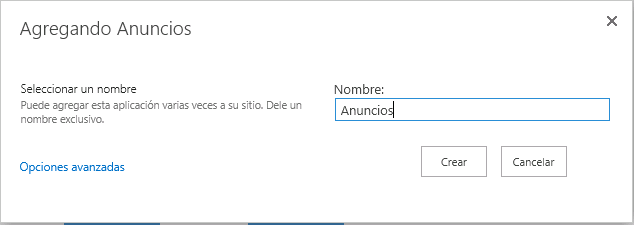 Agregando Anuncios
Seleccionar un nombre
Puede agregar esta aplicación varias veces a su sitio. Dele un
nombre exclusivo.
Nombre:
Anuncios
Opciones avanzadas
Crear
Cancelar